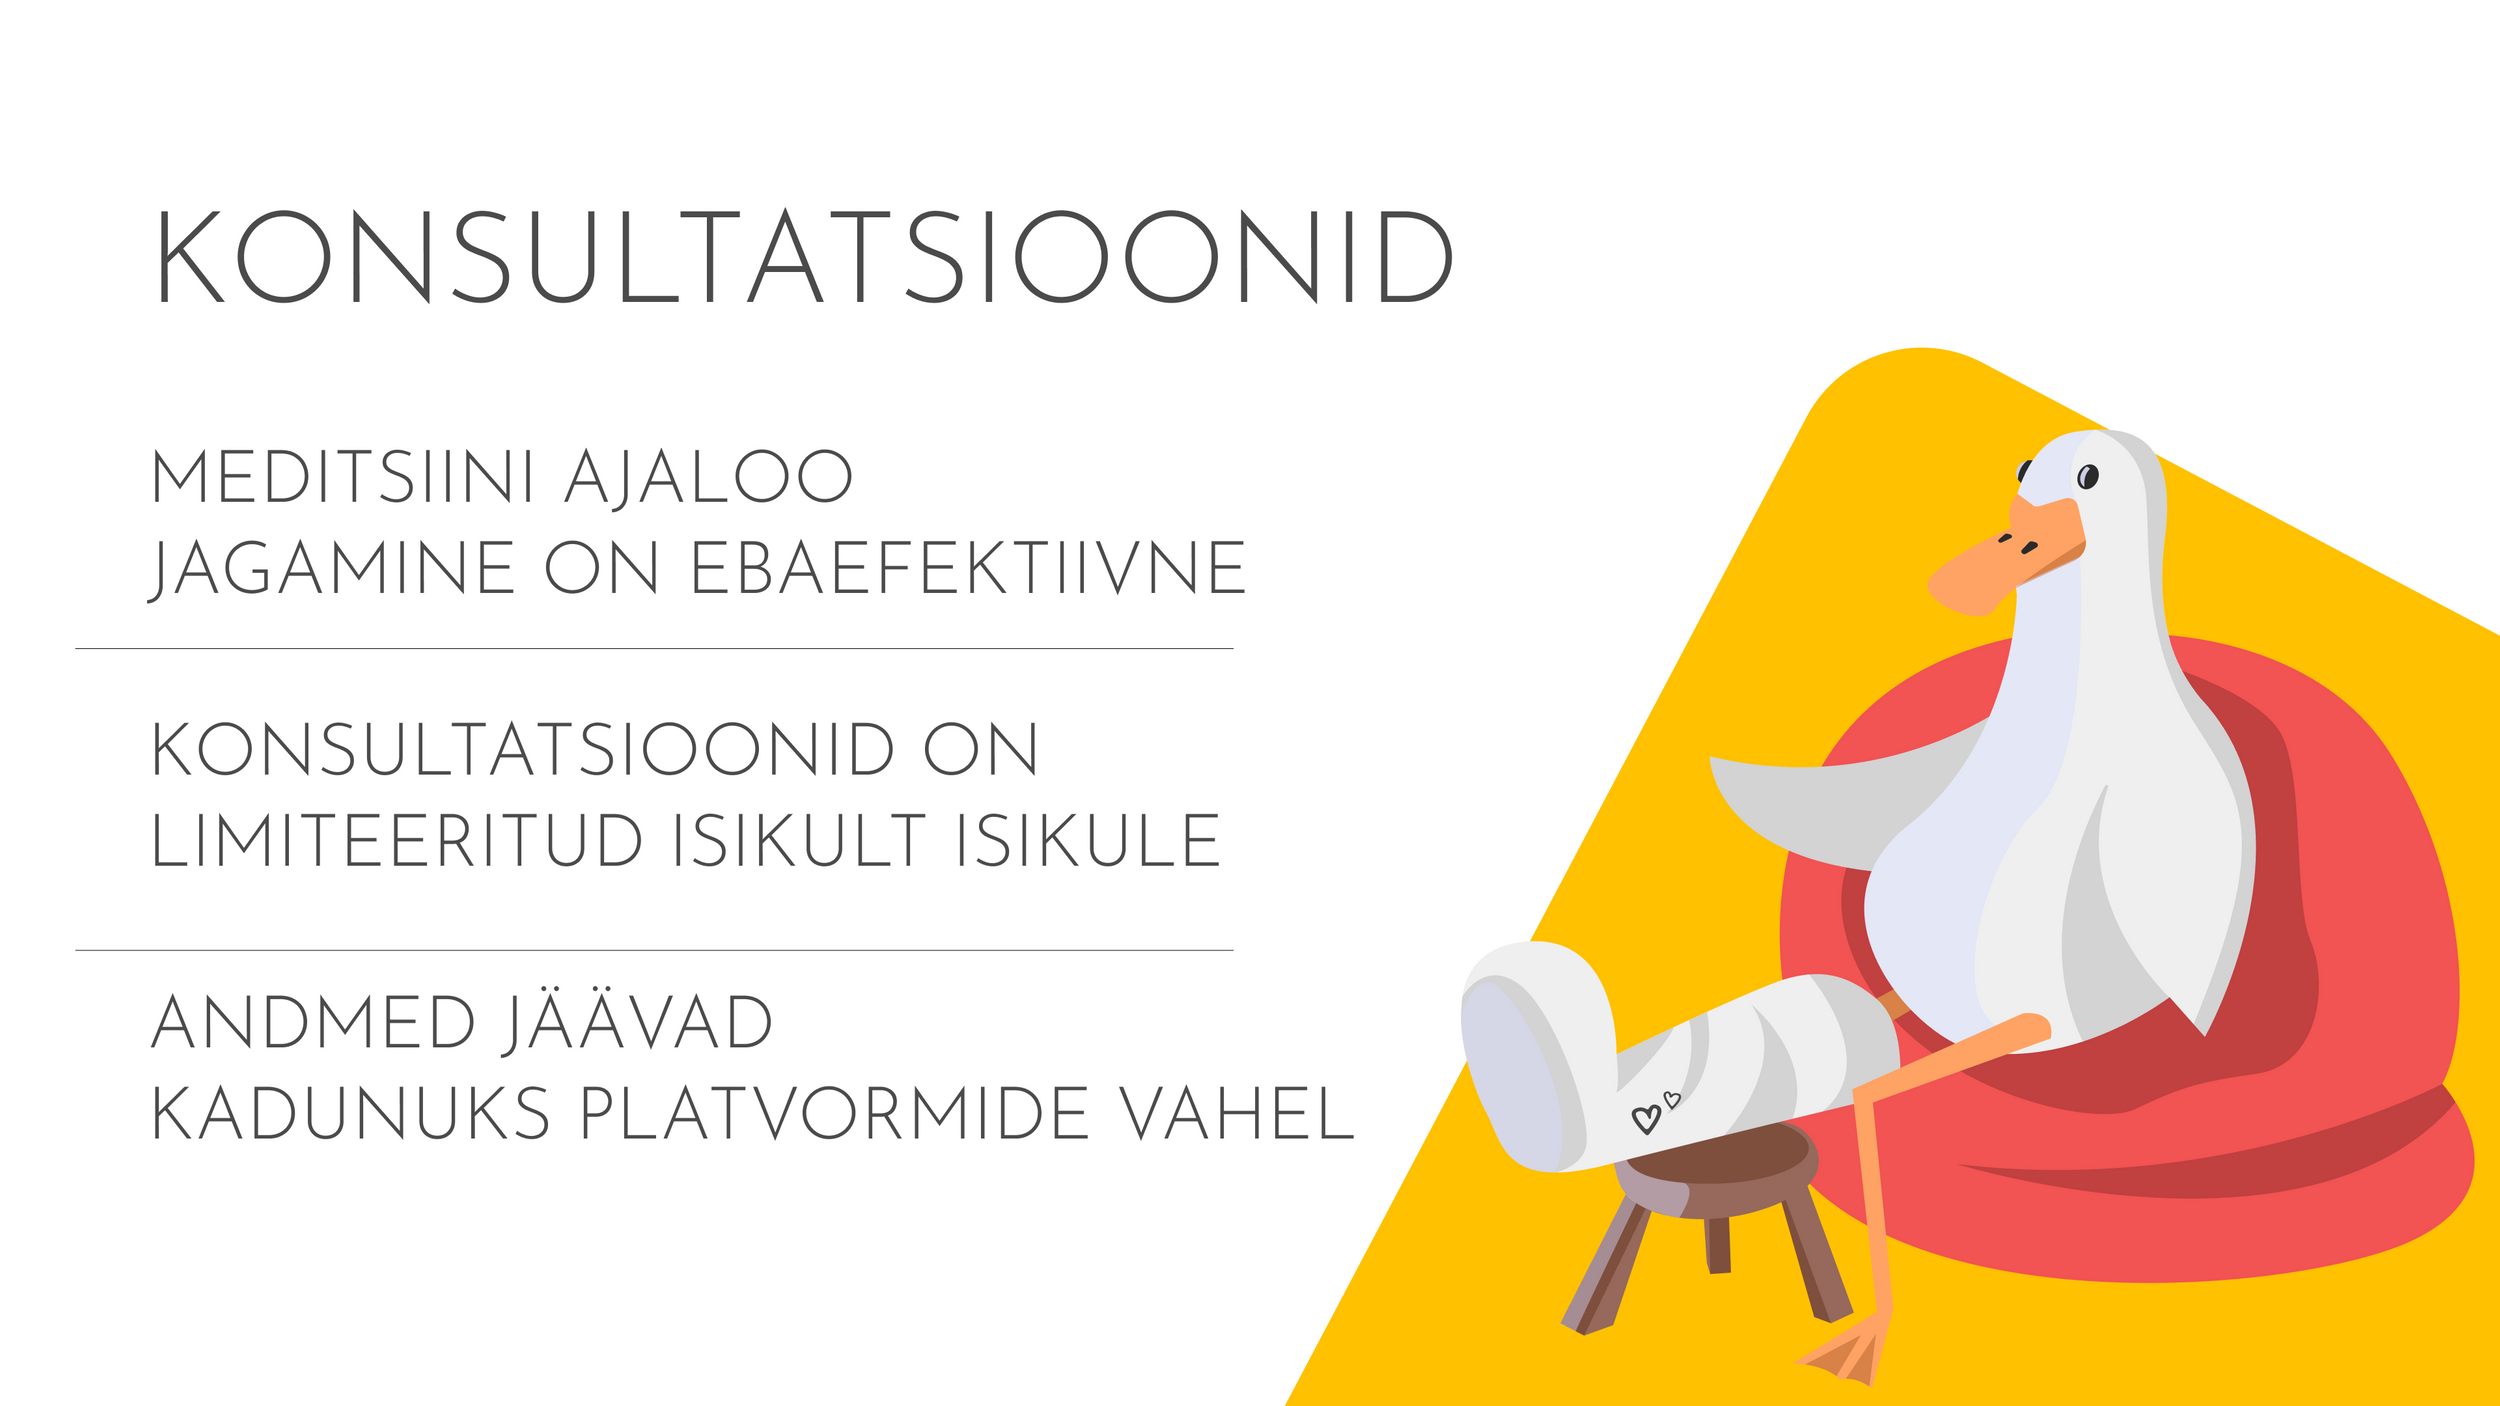 KONSULTATSIOONID
MEDITSIINI AJALOO
JAGAMINE ON EBAEFEKTIIVNE
KONSULTATSIOONID ON
LIMITEERITUD ISIKULT ISIKULE
ANDMED JÄÄVAD
KADUNUKS PLATVORMIDE VAHEL